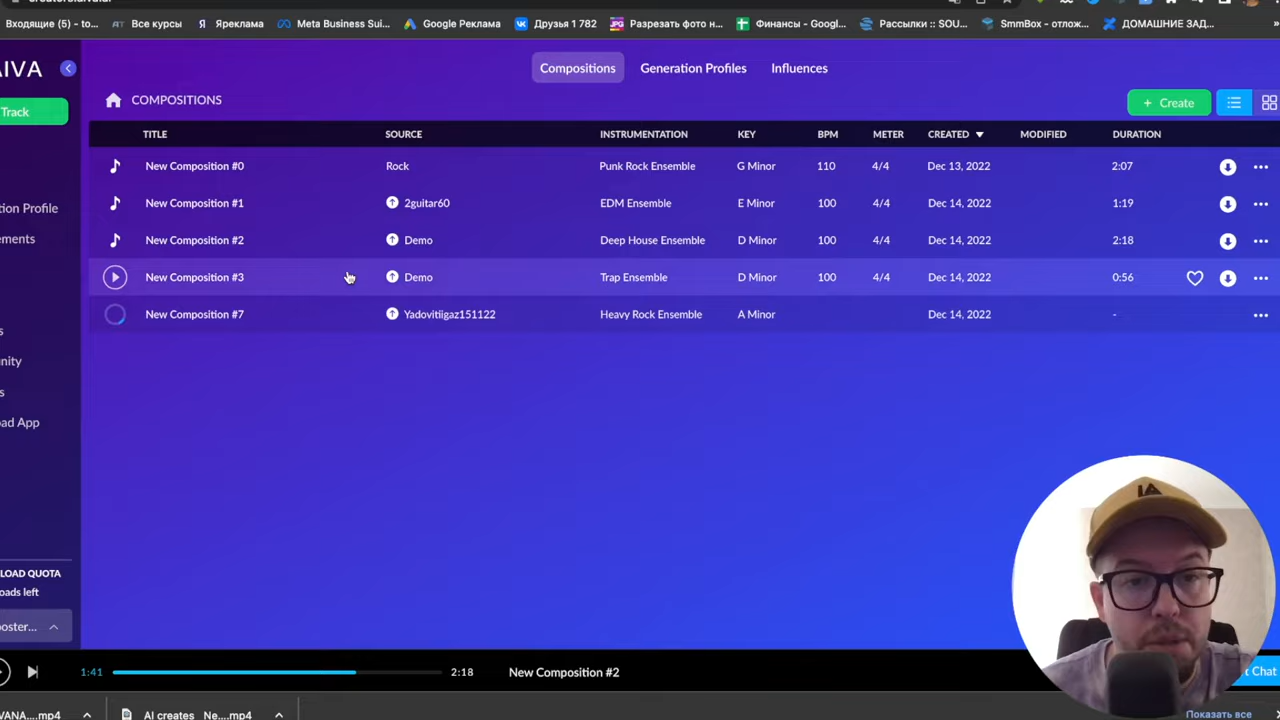 Входящие (5) - to...
Все курсы
Яреклама
Meta Business Sui...
Google Реклама
Друзья 1 782
JPG Разрезать фото н...
Финансы - Googl...
Рассылки :: SOU...
SmmBox - отлож...
ДОМАШНИЕ ЗАД...
»
AIVA
Compositions
Generation Profiles
Influences
Track
COMPOSITIONS
+ Create
TITLE SOURCE INSTRUMENTATION KEY BPM METER CREATED MODIFIED DURATION
New Composition #0 Rock Punk Rock Ensemble G Minor 110 4/4 Dec 13, 2022 2:07
New Composition #1 2guitar60 EDM Ensemble E Minor 100 4/4 Dec 14, 2022 1:19
tion Profile
New Composition #2 Demo Deep House Ensemble D Minor 100 4/4 Dec 14, 2022 2:18
ements
New Composition #3 Demo Trap Ensemble D Minor 100 4/4 Dec 14, 2022 0:56
New Composition #7 Yadovitiigaz151122 Heavy Rock Ensemble A Minor Dec 14, 2022 -
s
nity
s
ad App
LOAD QUOTA
oads left
oster...
1:41 2:18 New Composition #2
t Chat
VANA....mp4
AI creates_ Ne....mp4
Показать все